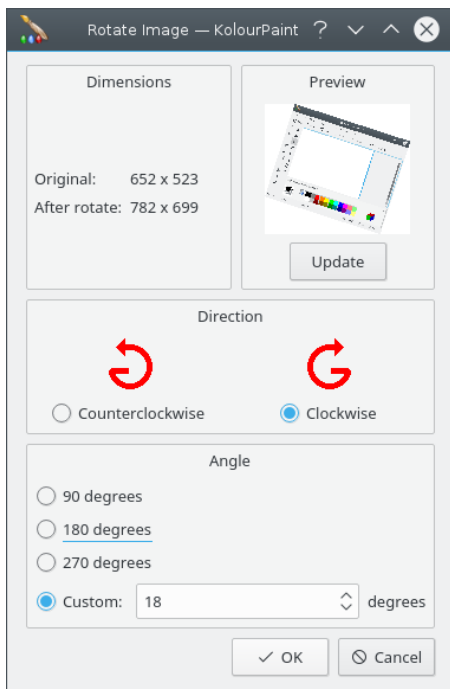 Rotate Image — KolourPaint ?
Dimensions
Original: 652 x 523
After rotate: 782 x 699
Preview
Update
Direction
Counterclockwise
Clockwise
Angle
90 degrees
180 degrees
270 degrees
Custom: 18 degrees
OK
Cancel